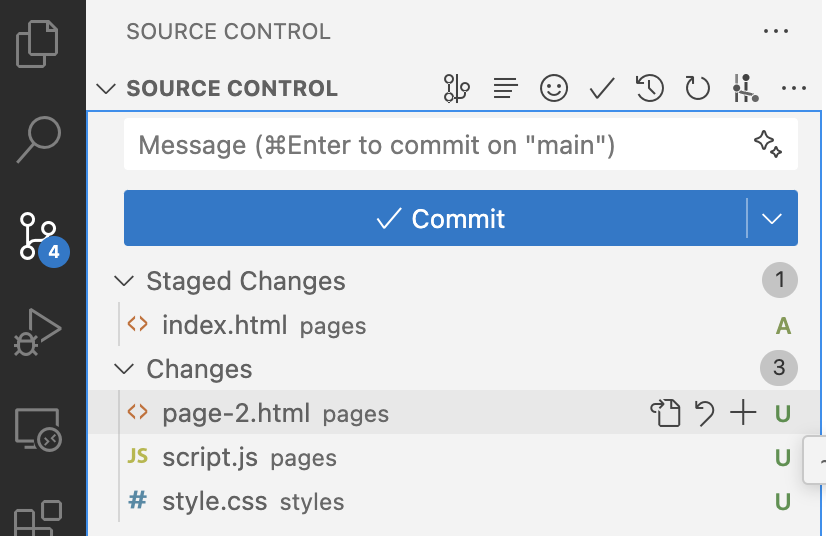 SOURCE CONTROL
SOURCE CONTROL
Message (⌘Enter to commit on "main")
Commit
4
Staged Changes 1
index.html pages A
Changes 3
page-2.html pages U
JS script.js pages U
# style.css styles U